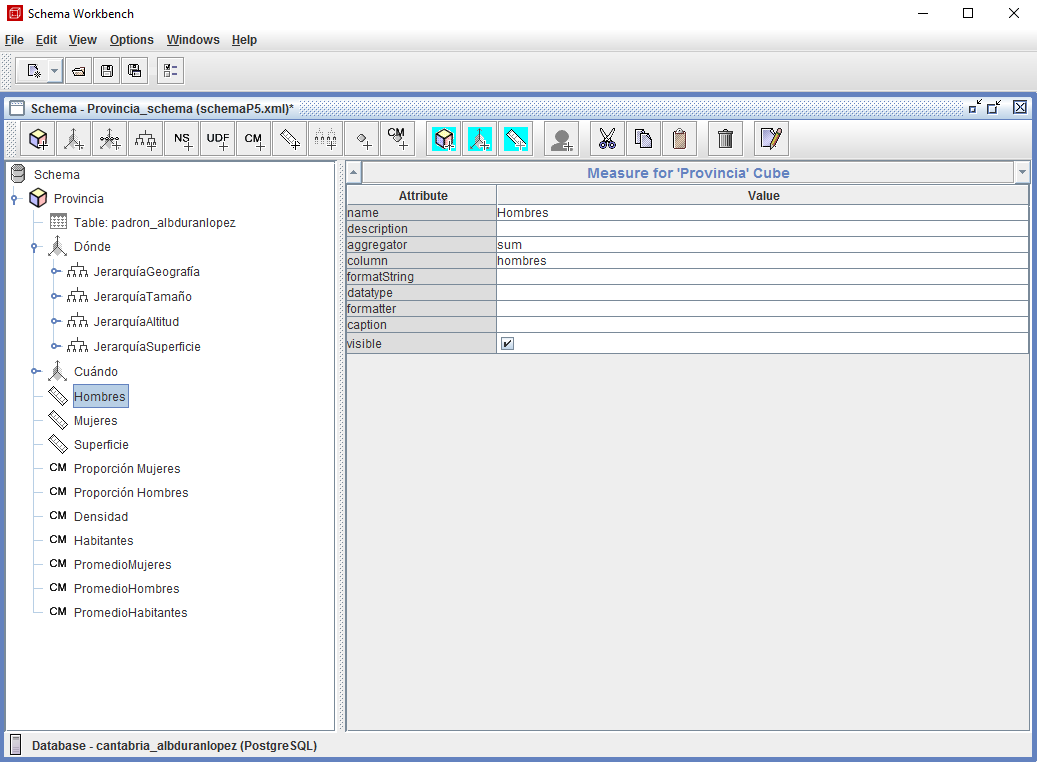 Schema Workbench
File Edit View Options Windows Help
Schema - Provincia_schema (schemaP5.xml)*
NS UDF CM CM
Schema
Provincia
Table: padron_albduranlopez
Dónde
JerarquíaGeografía
JerarquíaTamaño
JerarquíaAltitud
JerarquíaSuperficie
Cuándo
Hombres
Mujeres
Superficie
CM Proporción Mujeres
CM Proporción Hombres
CM Densidad
CM Habitantes
CM PromedioMujeres
CM PromedioHombres
CM PromedioHabitantes
Measure for 'Provincia' Cube
Attribute Value
name Hombres
description
aggregator sum
column hombres
formatString
datatype
formatter
caption
visible
Database - cantabria_albduranlopez (PostgreSQL)